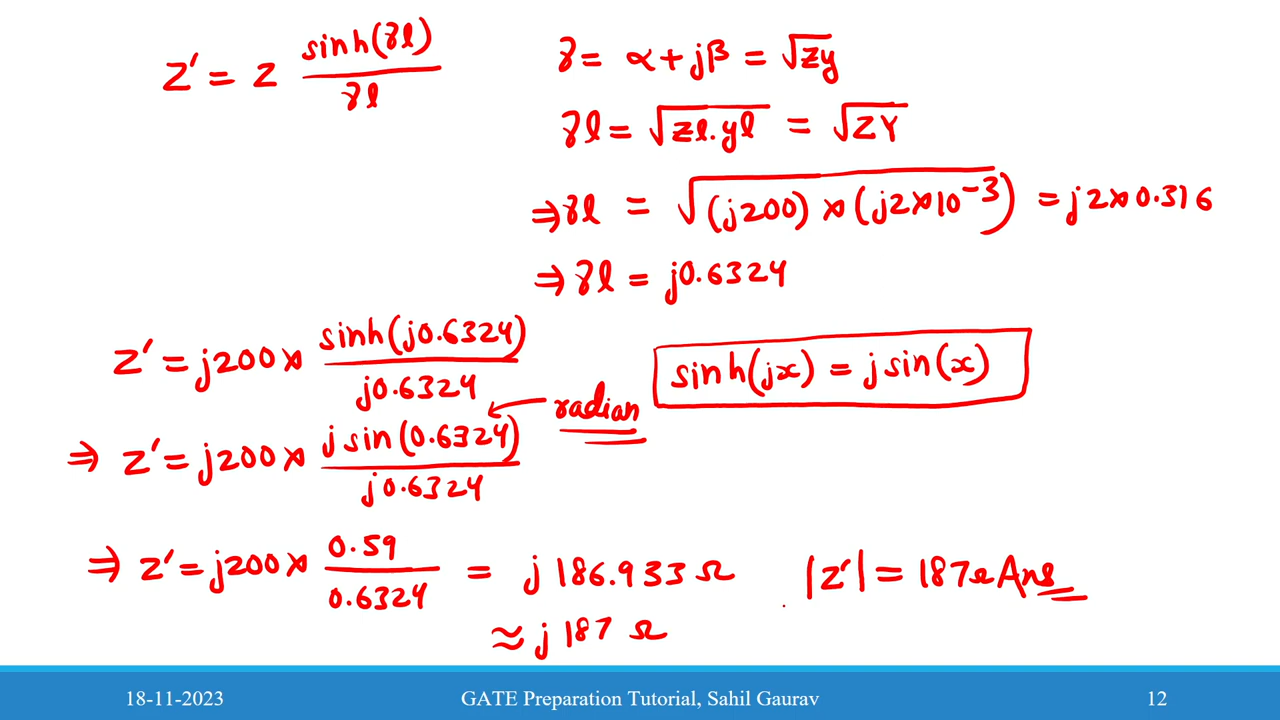 Z' = Z sinh(γl) / γl
γ = α + jβ = √zy
γl = √zl.yl = √ZY
⇒ γl = √(j200) × (j2×10⁻³) = j2×0.316
⇒ γl = j0.6324
Z' = j200 × sinh(j0.6324) / j0.6324
sinh(jx) = j sin(x)
radian
⇒ Z' = j200 × j sin(0.6324) / j0.6324
⇒ Z' = j200 × 0.59 / 0.6324 = j 186.933 Ω
|Z'| = 187Ω Ans
≈ j 187 Ω
18-11-2023
GATE Preparation Tutorial, Sahil Gaurav
12